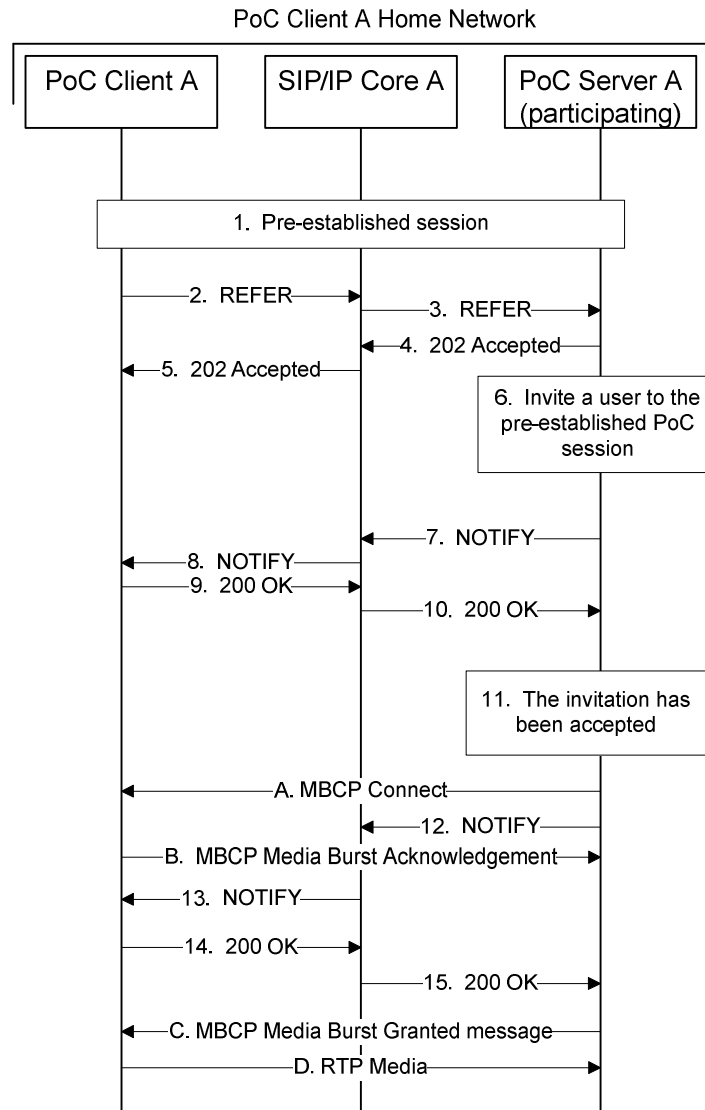 PoC Client A Home Network
PoC Client A
SIP/IP Core A
PoC Server A
(participating)
1. Pre-established session
2. REFER
3. REFER
4. 202 Accepted
5. 202 Accepted
6. Invite a user to the
pre-established PoC
session
7. NOTIFY
8. NOTIFY
9. 200 OK
10. 200 OK
11. The invitation has
been accepted
A. MBCP Connect
12. NOTIFY
B. MBCP Media Burst Acknowledgement
13. NOTIFY
14. 200 OK
15. 200 OK
C. MBCP Media Burst Granted message
D. RTP Media